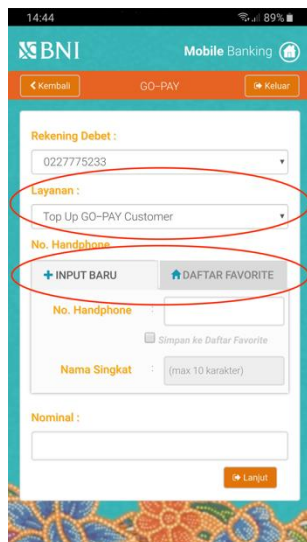 14:44 89%
BNI Mobile Banking
Kembali GO-PAY Keluar
Rekening Debet :
0227775233
Layanan :
Top Up GO-PAY Customer
No. Handphone
INPUT BARU DAFTAR FAVORITE
No. Handphone :
Simpan ke Daftar Favorite
Nama Singkat : (max 10 karakter)
Nominal :
Lanjut